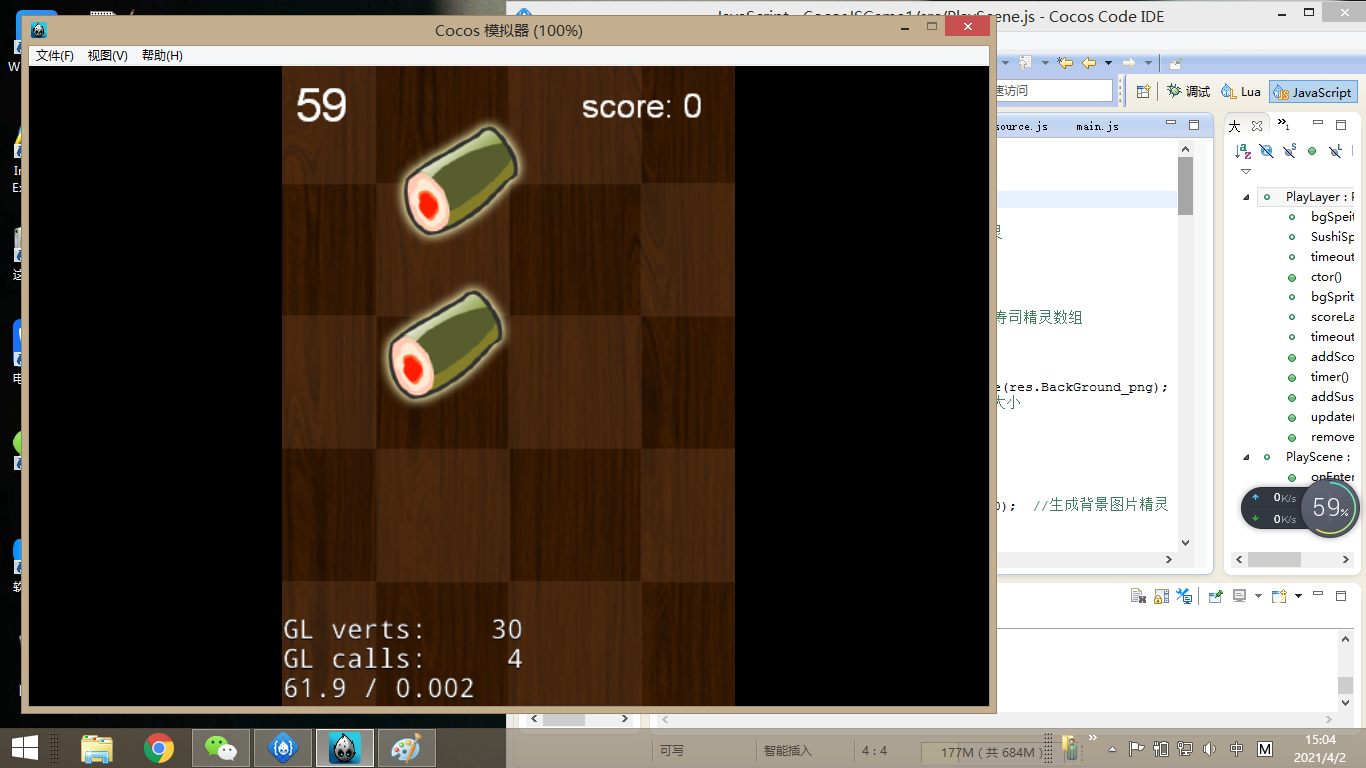 JavaScript - CocosJSGame1/src/PlayScene.js - Cocos Code IDE
Cocos 模拟器 (100%)
文件(F) 视图(V) 帮助(H)
59
score: 0
GL verts: 30
GL calls: 4
61.9 / 0.002
速访问
调试
Lua
JavaScript
source.js
main.js
大
寿司精灵数组
e(res.BackGround_png);
大小
0); //生成背景图片精灵
PlayLayer :
bgSpeit
SushiSp
timeout
ctor()
bgSprit
scoreLa
timeout
addSco
timer()
addSus
update(
remove
PlayScene :
onEnter
0K/s
0K/s
59%
可写
智能插入
4 : 4
177M ( 共 684M )
中
M
15:04
2021/4/2